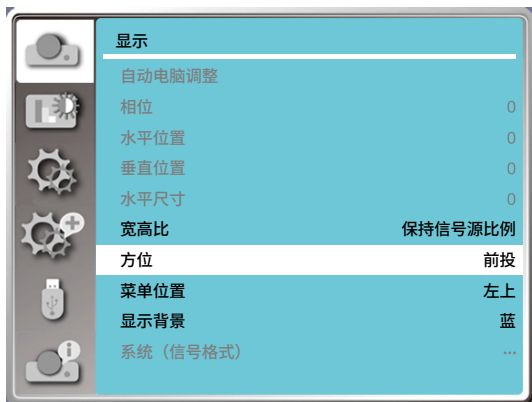 显示
自动电脑调整
相位 0
水平位置 0
垂直位置 0
水平尺寸 0
宽高比 保持信号源比例
方位 前投
菜单位置 左上
显示背景 蓝
系统（信号格式） ...